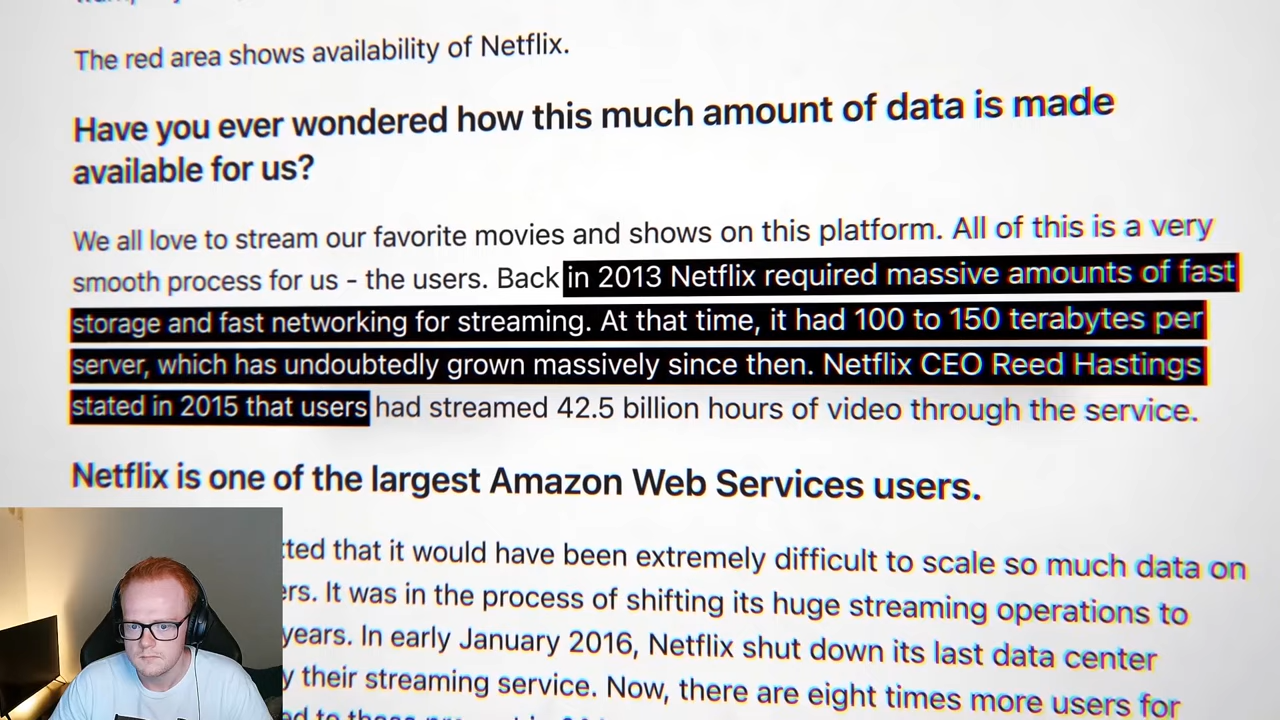 The red area shows availability of Netflix.
Have you ever wondered how this much amount of data is made
available for us?
We all love to stream our favorite movies and shows on this platform. All of this is a very
smooth process for us - the users. Back in 2013 Netflix required massive amounts of fast
storage and fast networking for streaming. At that time, it had 100 to 150 terabytes per
server, which has undoubtedly grown massively since then. Netflix CEO Reed Hastings
stated in 2015 that users had streamed 42.5 billion hours of video through the service.
Netflix is one of the largest Amazon Web Services users.
that it would have been extremely difficult to scale so much data on
It was in the process of shifting its huge streaming operations to
years. In early January 2016, Netflix shut down its last data center
their streaming service. Now, there are eight times more users for